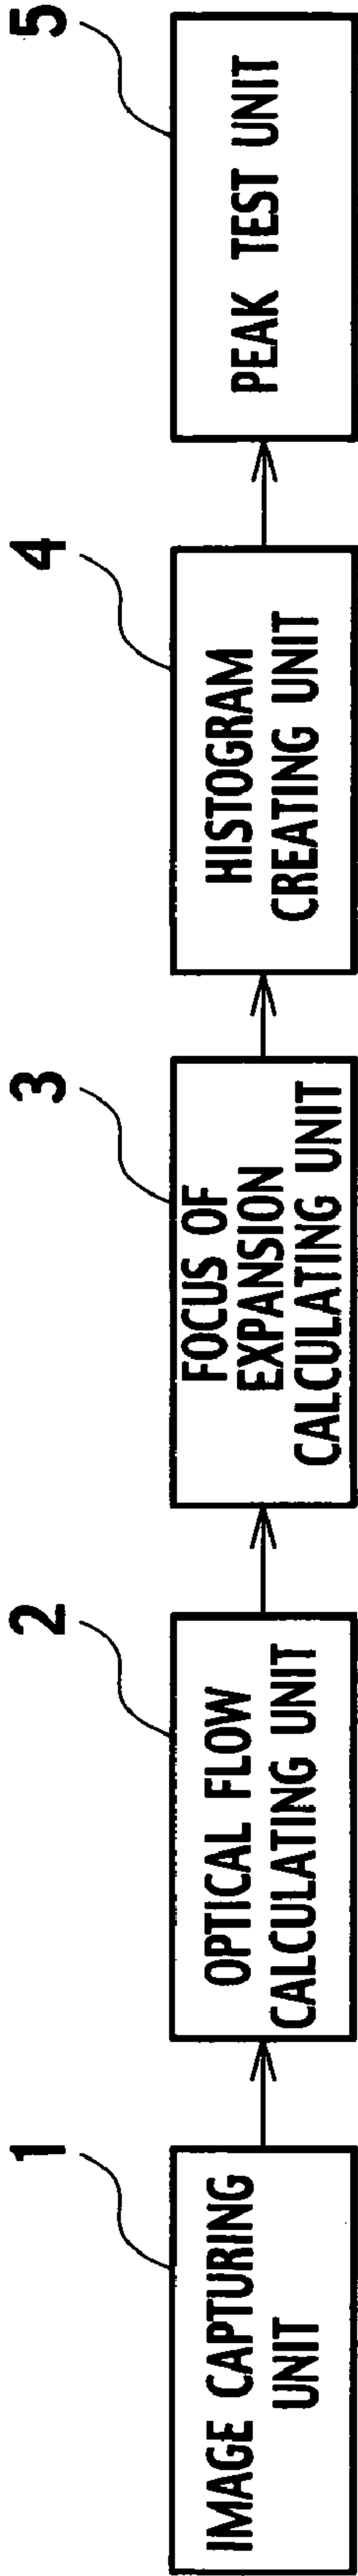 1
IMAGE CAPTURING
UNIT
2
OPTICAL FLOW
CALCULATING UNIT
3
FOCUS OF
EXPANSION
CALCULATING UNIT
4
HISTOGRAM
CREATING UNIT
5
PEAK TEST UNIT